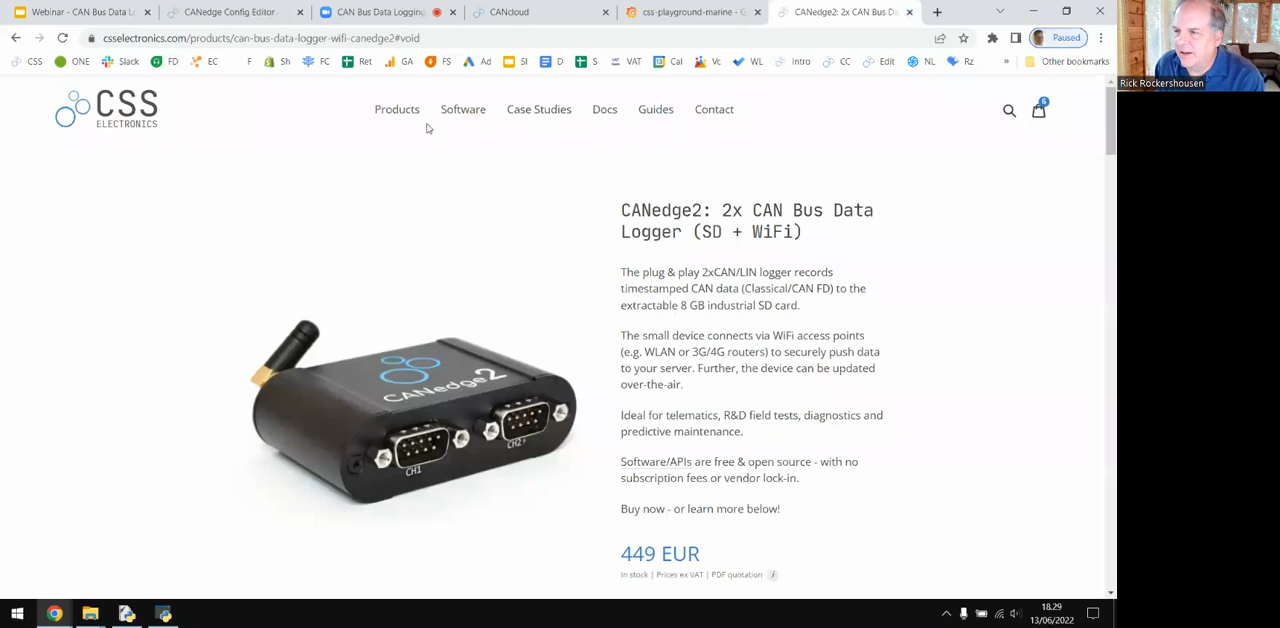 Webinar - CAN Bus Data L
CANedge Config Editor
CAN Bus Data Logging
CANcloud
css-playground-marine - G
CANedge2: 2x CAN Bus Da
csselectronics.com/products/can-bus-data-logger-wifi-canedge2#void
Paused
CSS
ONE
Slack
FD
EC
F
Sh
FC
Ret
GA
FS
Ad
SI
D
S
VAT
Cal
Vc
WL
Intro
CC
Edit
NL
Rz
»
Other bookmarks
Rick Rockershousen
CSS
ELECTRONICS
Products
Software
Case Studies
Docs
Guides
Contact
6
CANedge2: 2x CAN Bus Data
Logger (SD + WiFi)
The plug & play 2xCAN/LIN logger records
timestamped CAN data (Classical/CAN FD) to the
extractable 8 GB industrial SD card.
The small device connects via WiFi access points
(e.g. WLAN or 3G/4G routers) to securely push data
to your server. Further, the device can be updated
over-the-air.
Ideal for telematics, R&D field tests, diagnostics and
predictive maintenance.
Software/APIs are free & open source - with no
subscription fees or vendor lock-in.
Buy now - or learn more below!
449 EUR
In stock | Prices ex VAT | PDF quotation i
CANedge2
CH1
CH2
18.29
13/06/2022